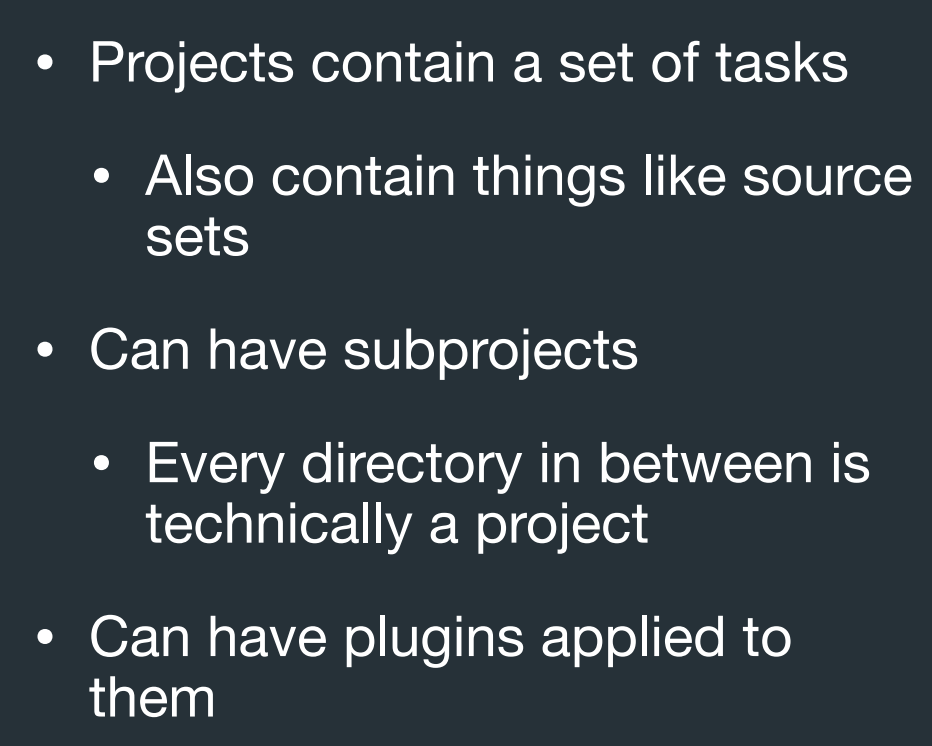 • Projects contain a set of tasks
• Also contain things like source
sets
• Can have subprojects
• Every directory in between is
technically a project
• Can have plugins applied to
them